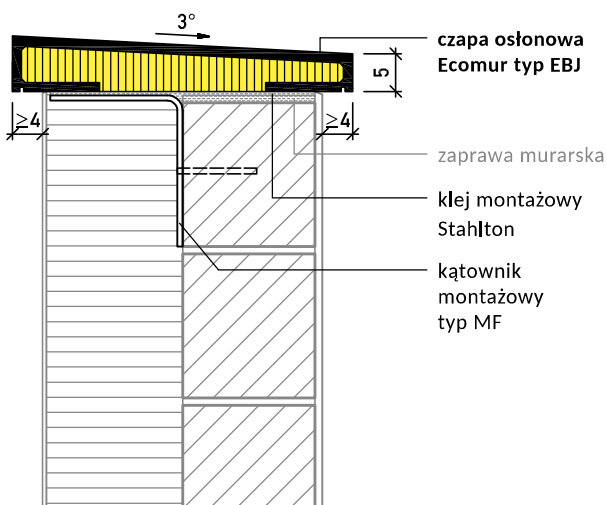 3°
czapa osłonowa
Ecomur typ EBJ
5
≥4
≥4
zaprawa murarska
klej montażowy
Stahlton
kątownik
montażowy
typ MF